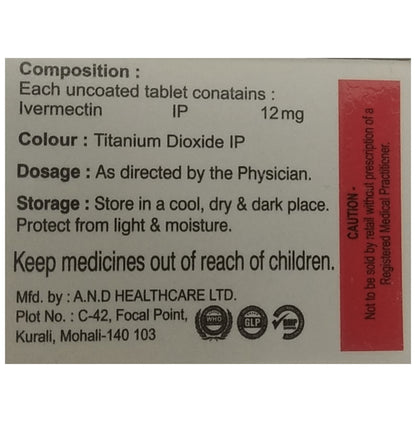 Composition :
Each uncoated tablet conatains :
Ivermectin IP 12 mg
Colour : Titanium Dioxide IP
Dosage : As directed by the Physician.
Storage : Store in a cool, dry & dark place.
Protect from light & moisture.
Keep medicines out of reach of children.
Mfd. by : A.N.D HEALTHCARE LTD.
Plot No. : C-42, Focal Point,
Kurali, Mohali-140 103
WHO
GLP
GMP
CAUTION -
Not to be sold by retail without prescription of a
Registered Medical Practitioner.